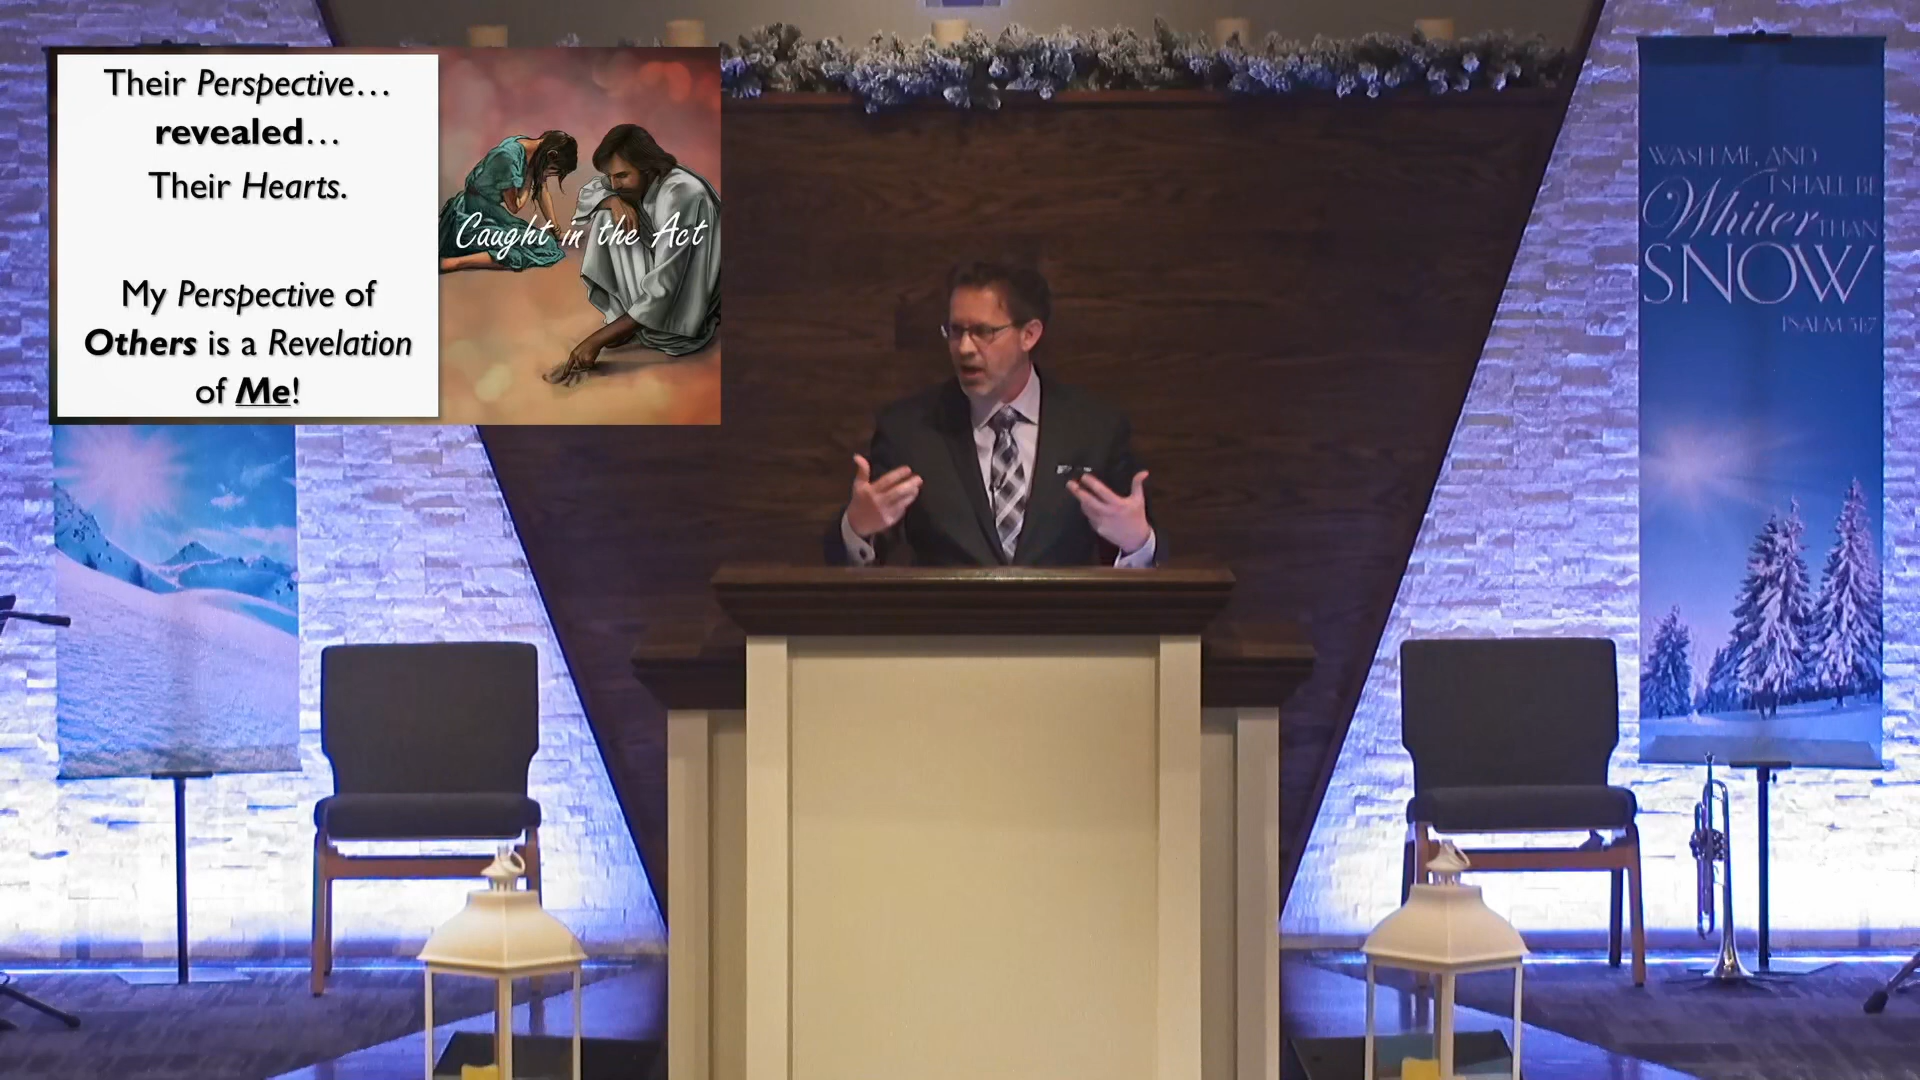 Their Perspective…
revealed…
Their Hearts.
My Perspective of
Others is a Revelation
of Me!
Caught in the Act
WASH ME, AND
I SHALL BE
Whiter THAN
SNOW
PSALM 51:7